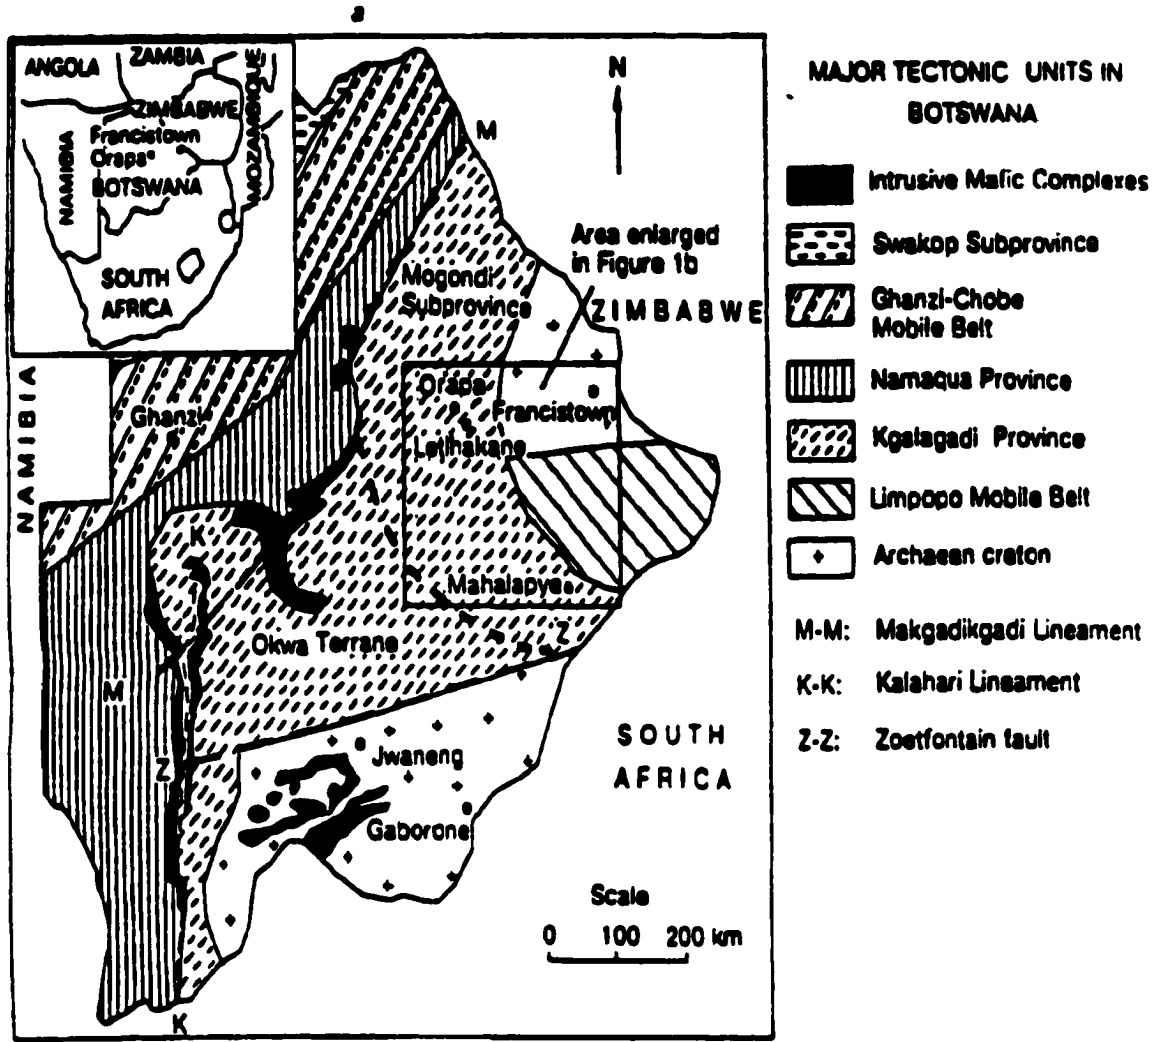 a
ANGOLA
ZAMBIA
ZIMBABWE
MOZAMBIQUE
Francistown
Orapa
NAMIBIA
BOTSWANA
SOUTH
AFRICA
N
M
Area enlarged
in Figure 1b
ZIMBABWE
Mogondi
Subprovince
NAMIBIA
Ghanzi
Orapa
Francistown
Letlhakane
K
Mahalapye
Okwa Terrane
Z
M
Z
Jwaneng
Gaborone
SOUTH
AFRICA
Scale
0 100 200 km
K
MAJOR TECTONIC UNITS IN
BOTSWANA
Intrusive Mafic Complexes
Swakop Subprovince
Ghanzi-Chobe
Mobile Belt
Namaqua Province
Kgalagadi Province
Limpopo Mobile Belt
Archaean craton
M-M: Makgadikgadi Lineament
K-K: Kalahari Lineament
Z-Z: Zoetfontain fault